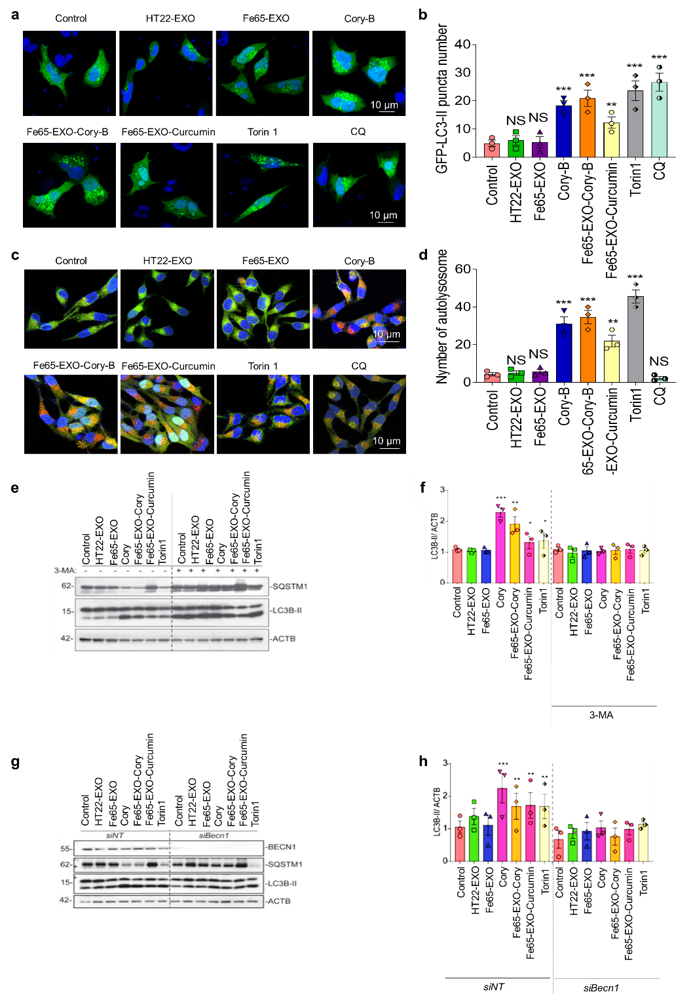 a
Control
HT22-EXO
Fe65-EXO
Cory-B
10 µm
Fe65-EXO-Cory-B
Fe65-EXO-Curcumin
Torin 1
CQ
10 µm
b
GFP-LC3-II puncta number
40
30
20
10
0
NS
NS
***
***
**
***
***
Control
HT22-EXO
Fe65-EXO
Cory-B
Fe65-EXO-Cory-B
Fe65-EXO-Curcumin
Torin1
CQ
c
Control
HT22-EXO
Fe65-EXO
Cory-B
10 µm
Fe65-EXO-Cory-B
Fe65-EXO-Curcumin
Torin 1
CQ
10 µm
d
Nymber of autolysosome
60
40
20
0
NS
NS
***
***
**
***
NS
Control
HT22-EXO
Fe65-EXO
Cory-B
65-EXO-Cory-B
-EXO-Curcumin
Torin1
CQ
e
Control
HT22-EXO
Fe65-EXO
Cory
Fe65-EXO-Cory
Fe65-EXO-Curcumin
Torin1
Control
HT22-EXO
Fe65-EXO
Cory
Fe65-EXO-Cory
Fe65-EXO-Curcumin
Torin1
3-MA: - - - - - - - + + + + + + +
62- -SQSTM1
15- -LC3B-II
42- -ACTB
f
LC3B-II/ ACTB
3
2
1
0
***
**
*
*
Control
HT22-EXO
Fe65-EXO
Cory
Fe65-EXO-Cory
Fe65-EXO-Curcumin
Torin1
Control
HT22-EXO
Fe65-EXO
Cory
Fe65-EXO-Cory
Fe65-EXO-Curcumin
Torin1
3-MA
g
Control
HT22-EXO
Fe65-EXO
Cory
Fe65-EXO-Cory
Fe65-EXO-Curcumin
Torin1
Control
HT22-EXO
Fe65-EXO
Cory
Fe65-EXO-Cory
Fe65-EXO-Curcumin
Torin1
siNT
siBecn1
55- -BECN1
62- -SQSTM1
15- -LC3B-II
42- -ACTB
h
LC3B-II/ ACTB
3
2
1
0
***
**
**
**
Control
HT22-EXO
Fe65-EXO
Cory
Fe65-EXO-Cory
Fe65-EXO-Curcumin
Torin1
Control
HT22-EXO
Fe65-EXO
Cory
Fe65-EXO-Cory
Fe65-EXO-Curcumin
Torin1
siNT
siBecn1